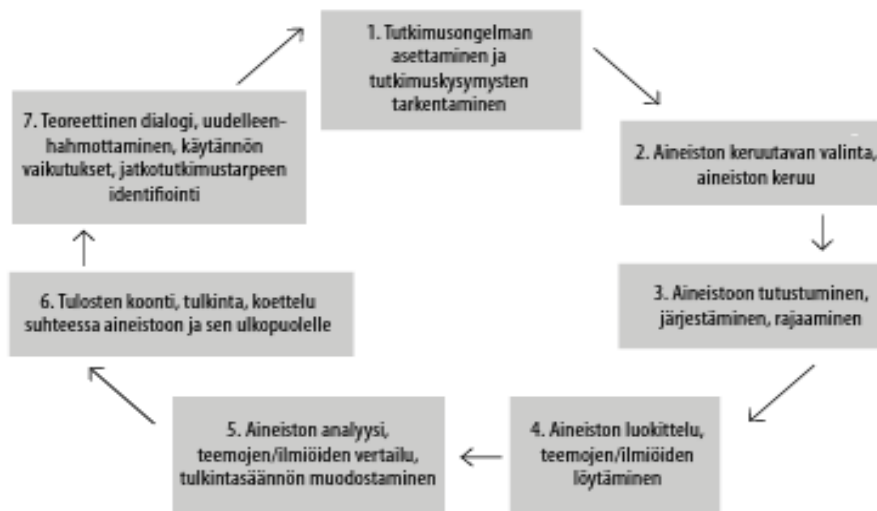 1. Tutkimusongelman
asettaminen ja
tutkimuskysymysten
tarkentaminen
2. Aineiston keruutavan valinta,
aineiston keruu
3. Aineistoon tutustuminen,
järjestäminen, rajaaminen
4. Aineiston luokittelu,
teemojen/ilmiöiden
löytäminen
5. Aineiston analyysi,
teemojen/ilmiöiden vertailu,
tulkintasäännön muodostaminen
6. Tulosten koonti, tulkinta, koettelu
suhteessa aineistoon ja sen ulkopuolelle
7. Teoreettinen dialogi, uudelleen-
hahmottaminen, käytännön
vaikutukset, jatkotutkimustarpeen
identifiointi